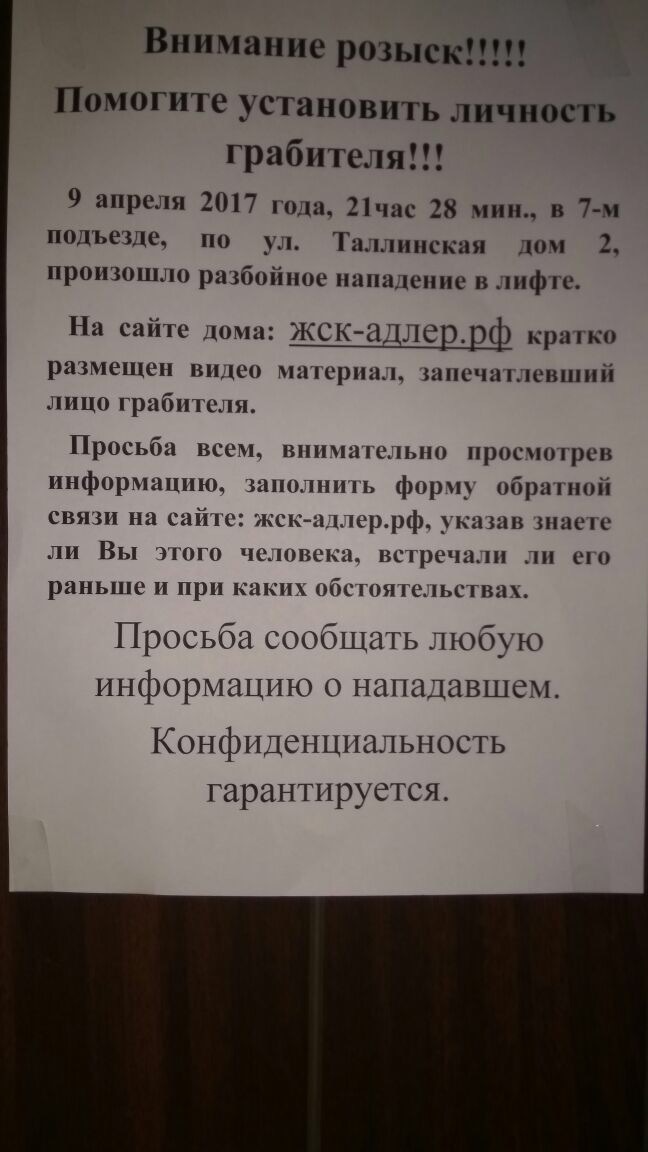 Внимание розыск!!!!!
Помогите установить личность
грабителя!!!
9 апреля 2017 года, 21час 28 мин., в 7-м
подъезде, по ул. Таллинская дом 2,
произошло разбойное нападение в лифте.
На сайте дома: жск-адлер.рф кратко
размещен видео материал, запечатлевший
лицо грабителя.
Просьба всем, внимательно просмотрев
информацию, заполнить форму обратной
связи на сайте: жск-адлер.рф, указав знаете
ли Вы этого человека, встречали ли его
раньше и при каких обстоятельствах.
Просьба сообщать любую
информацию о нападавшем.
Конфиденциальность
гарантируется.